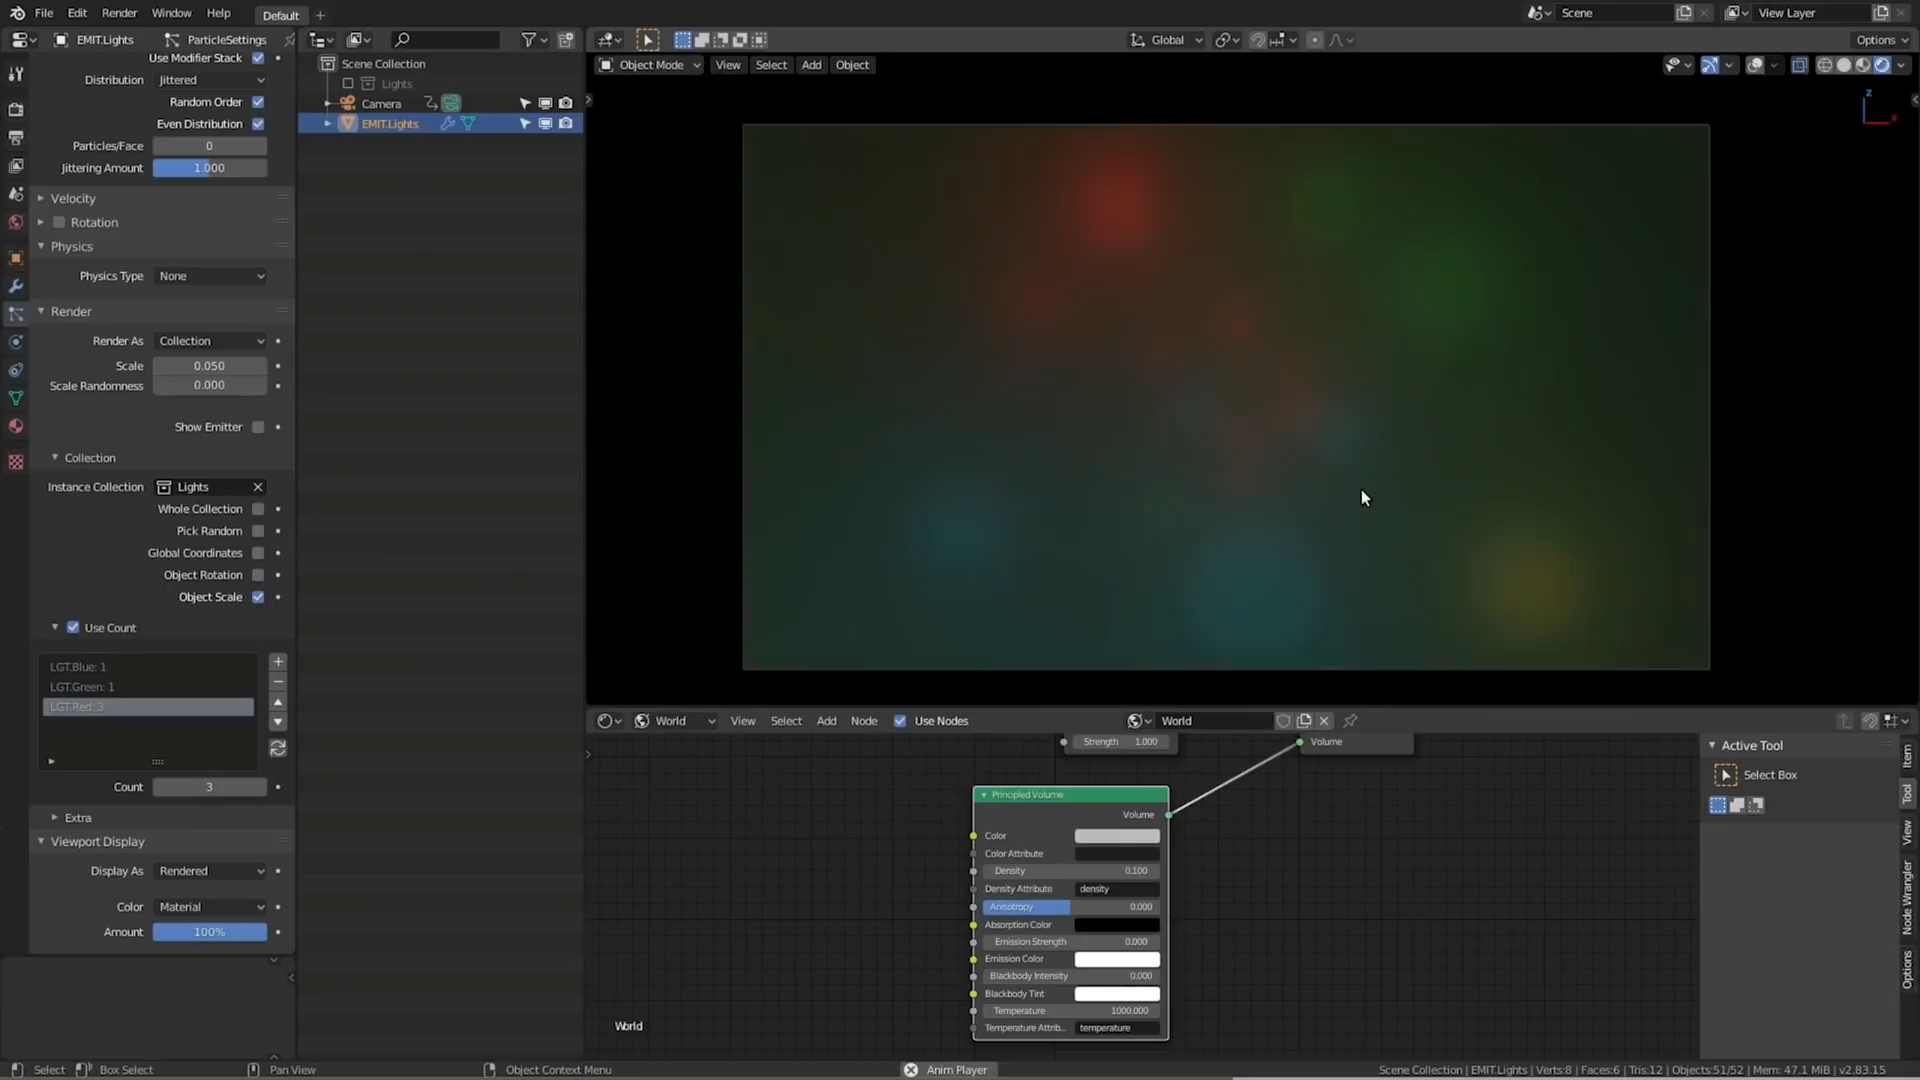 File Edit Render Window Help Default + Scene View Layer
EMIT.Lights ParticleSettings Global Options
Use Modifier Stack
Scene Collection
Object Mode View Select Add Object
Distribution Jittered
Lights
Random Order
Camera
Even Distribution
EMIT.Lights
Particles/Face 0
Jittering Amount 1.000
Velocity
Rotation
Physics
Physics Type None
Render
Render As Collection
Scale 0.050
Scale Randomness 0.000
Show Emitter
Collection
Instance Collection Lights
Whole Collection
Pick Random
Global Coordinates
Object Rotation
Object Scale
Use Count
LGT.Blue: 1
LGT.Green: 1
LGT.Red: 3
Count 3
Extra
Viewport Display
Display As Rendered
Color Material
Amount 100%
Z
X
World View Select Add Node Use Nodes World
Strength 1.000
Volume
Principled Volume
Volume
Color
Color Attribute
Density 0.100
Density Attribute density
Anisotropy 0.000
Absorption Color
Emission Strength 0.000
Emission Color
Blackbody Intensity 0.000
Blackbody Tint
Temperature 1000.000
Temperature Attrib.. temperature
World
Active Tool
Select Box
Item
Tool
View
Node Wrangler
Options
Select Box Select Pan View Object Context Menu Anim Player Scene Collection | EMIT.Lights | Verts:8 | Faces:6 | Tris:12 | Objects:51/52 | Mem: 47.1 MiB | v2.83.15